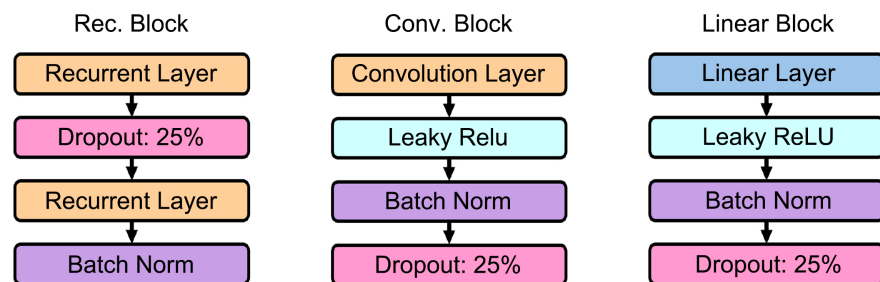 Rec. Block
Recurrent Layer
Dropout: 25%
Recurrent Layer
Batch Norm
Conv. Block
Convolution Layer
Leaky Relu
Batch Norm
Dropout: 25%
Linear Block
Linear Layer
Leaky ReLU
Batch Norm
Dropout: 25%